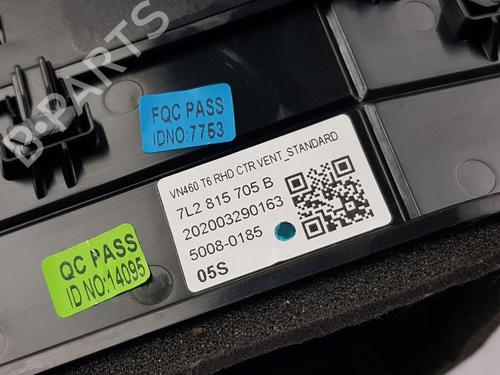 B-PARTS
FQC PASS
IDNO:7753
VN460 T6 RHD CTR VENT_STANDARD
7L2 815 705 B
202003290163
5008-0185
05S
QC PASS
ID NO:14095